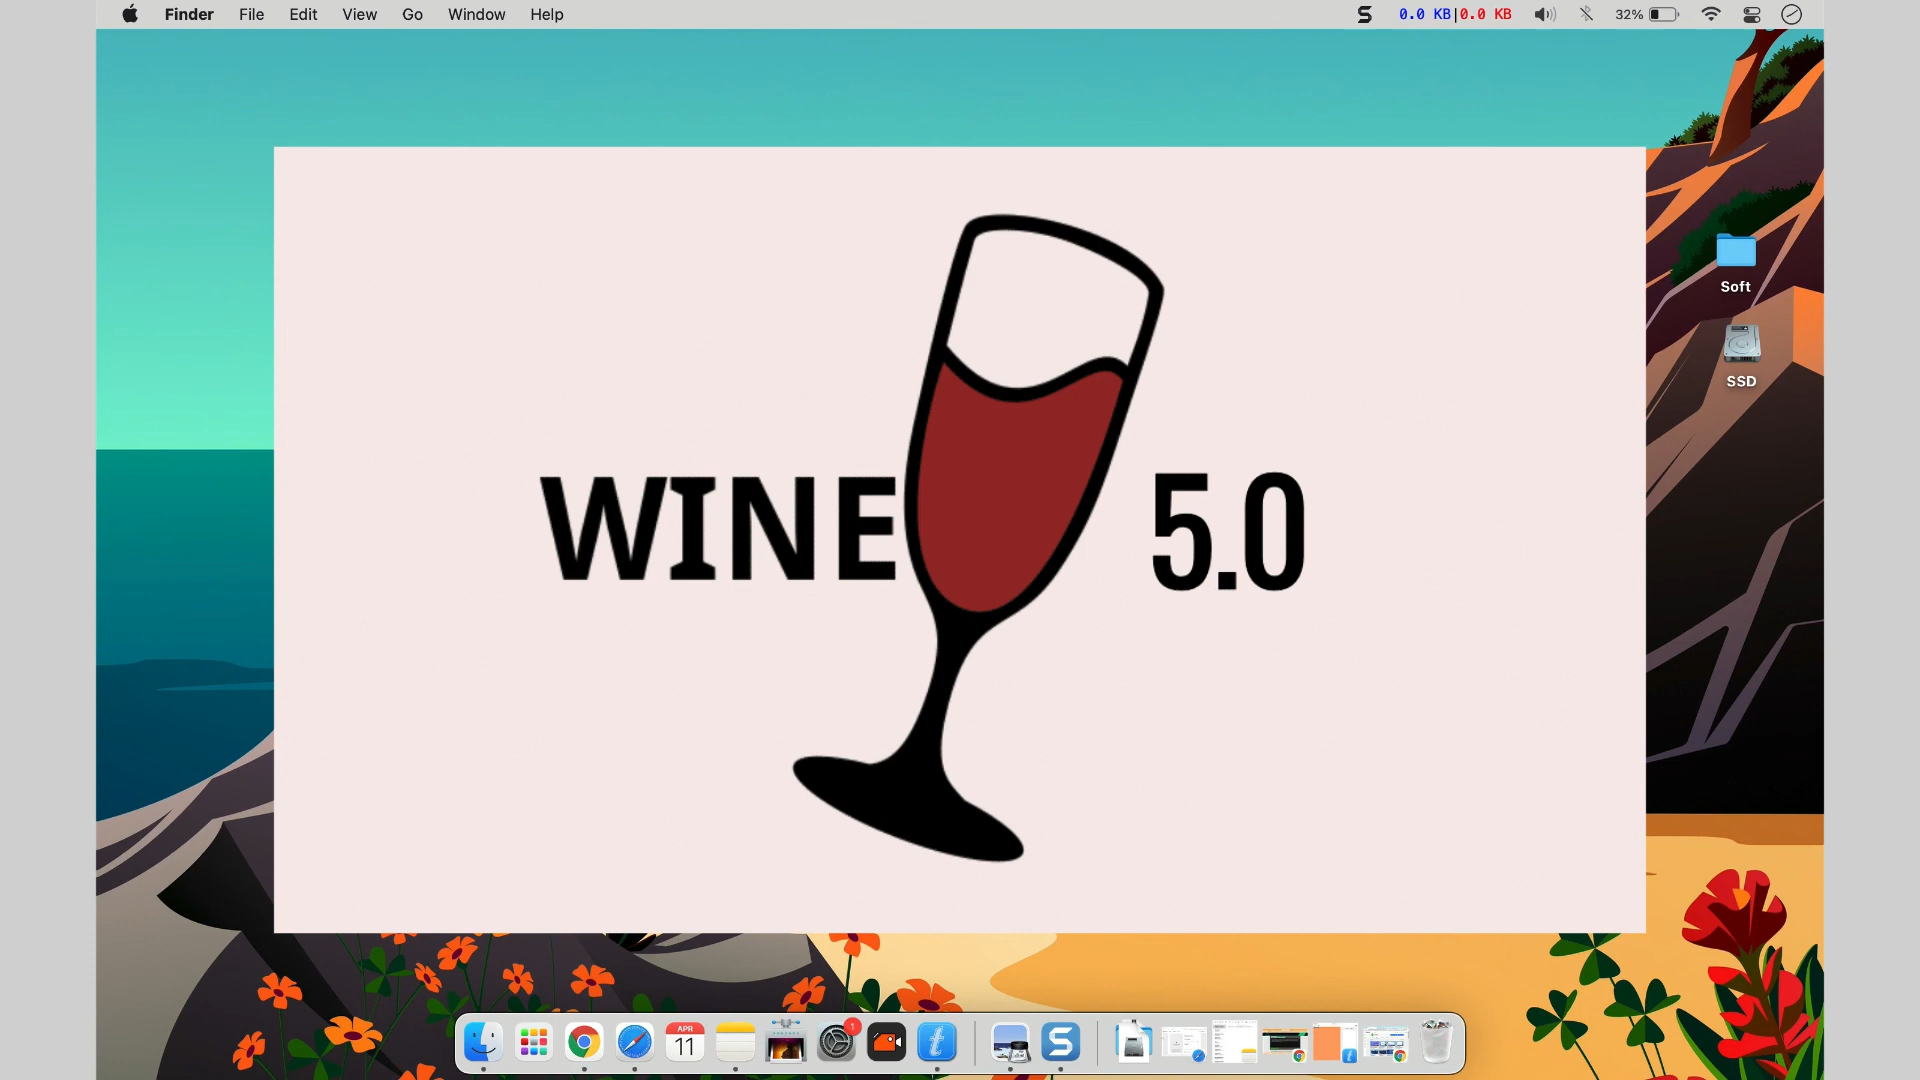 Finder File Edit View Go Window Help 0.0 KB|0.0 KB 32%
WINE 5.0
Soft
SSD
APR
11
1